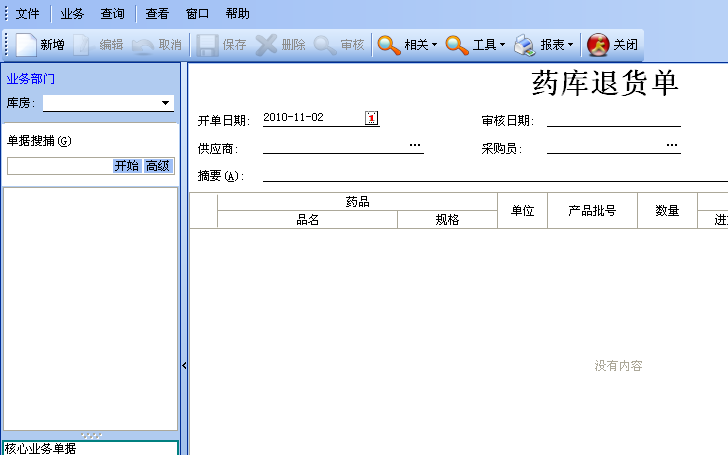 文件 业务 查询 查看 窗口 帮助
新增 编辑 取消 保存 删除 审核 相关 工具 报表 关闭
业务部门
库房:
单据搜捕(G)
开始 高级
核心业务单据
药库退货单
开单日期: 2010-11-02 1 审核日期:
供应商: ... 采购员: ...
摘要(A):
药品 单位 产品批号 数量
品名 规格 进
没有内容